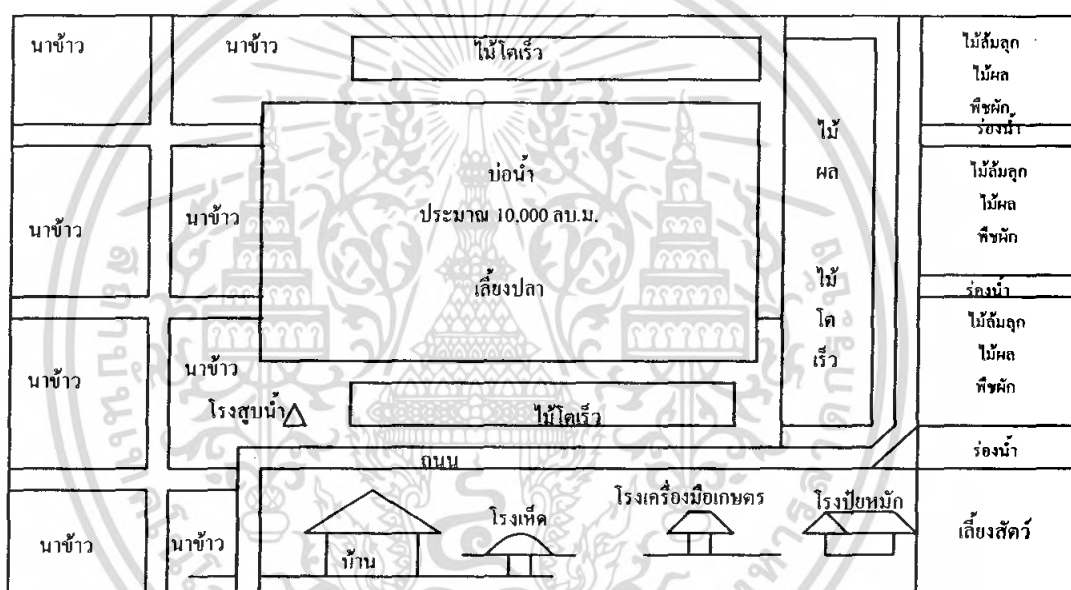 นาข้าว
นาข้าว
ไม้โตเร็ว
ไม้ล้มลุก
ไม้ผล
พืชผัก
ร่องน้ำ
ไม้
ผล
บ่อน้ำ
ประมาณ 10,000 ลบ.ม.
เลี้ยงปลา
นาข้าว
นาข้าว
ไม้ล้มลุก
ไม้ผล
พืชผัก
ร่องน้ำ
ไม้
โต
เร็ว
ไม้ล้มลุก
ไม้ผล
พืชผัก
นาข้าว
นาข้าว
โรงสูบน้ำ
ไม้โตเร็ว
ร่องน้ำ
ถนน
นาข้าว
นาข้าว
บ้าน
โรงเห็ด
โรงเครื่องมือเกษตร
โรงปุ๋ยหมัก
เลี้ยงสัตว์